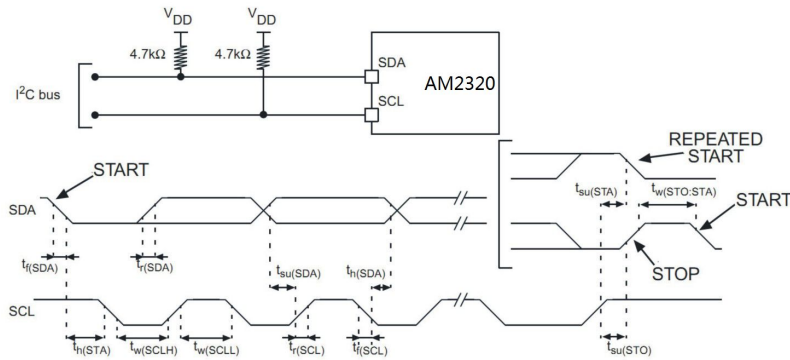 VDD VDD
4.7kΩ 4.7kΩ
SDA
AM2320
I²C bus
SCL
REPEATED
START
START
tsu(STA) tw(STO:STA)
START
SDA
STOP
tf(SDA) tr(SDA) tsu(SDA) th(SDA)
SCL
th(STA) tw(SCLH) tw(SCLL) tr(SCL) tf(SCL) tsu(STO)